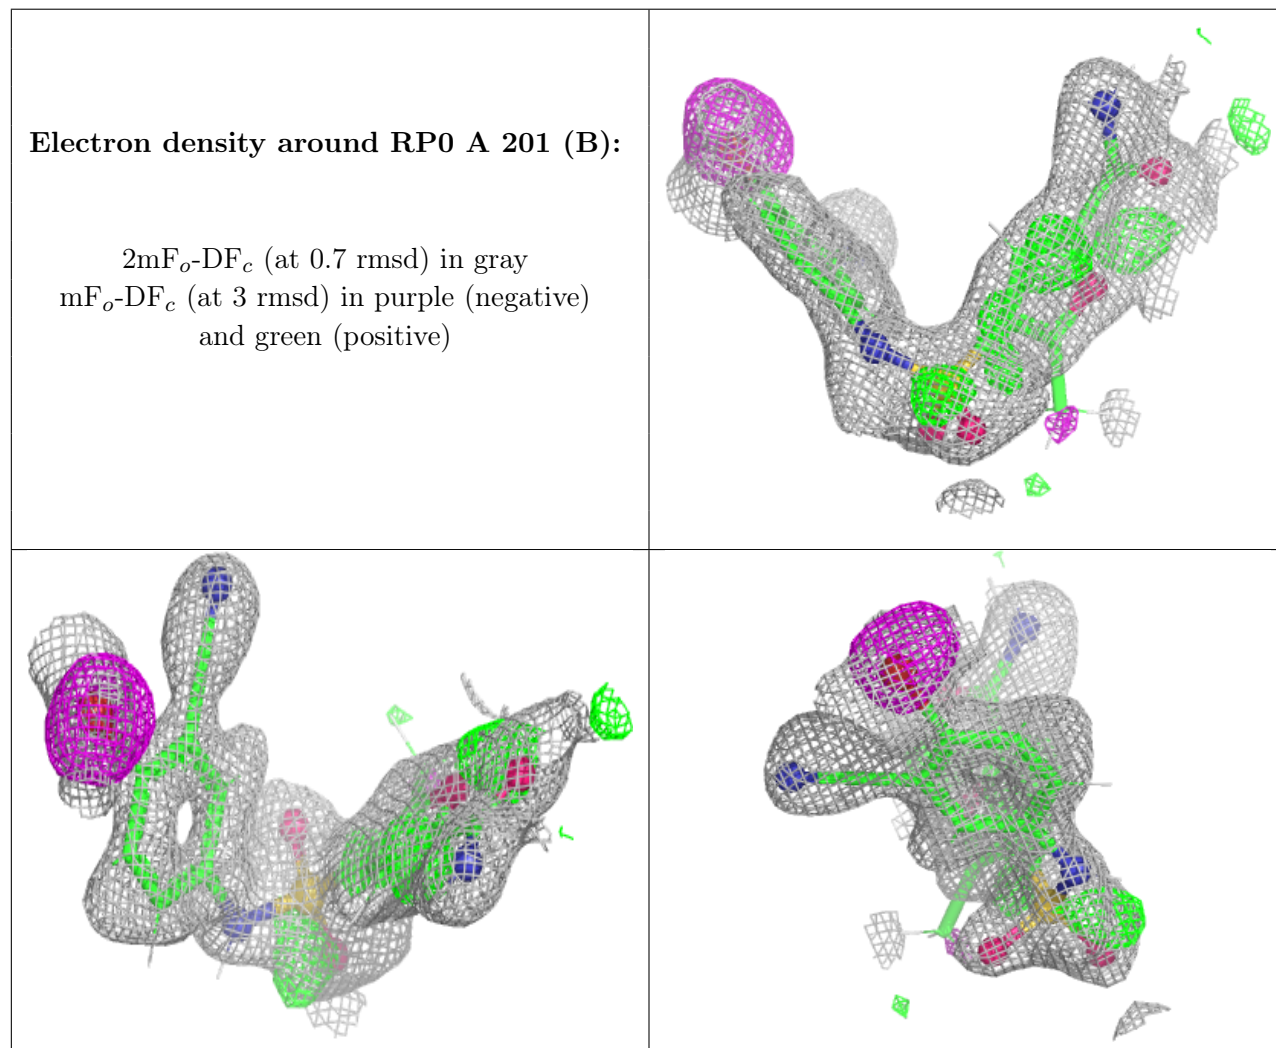 Electron density around RP0 A 201 (B):
2mFₒ-DF𝒸 (at 0.7 rmsd) in gray
mFₒ-DF𝒸 (at 3 rmsd) in purple (negative)
and green (positive)